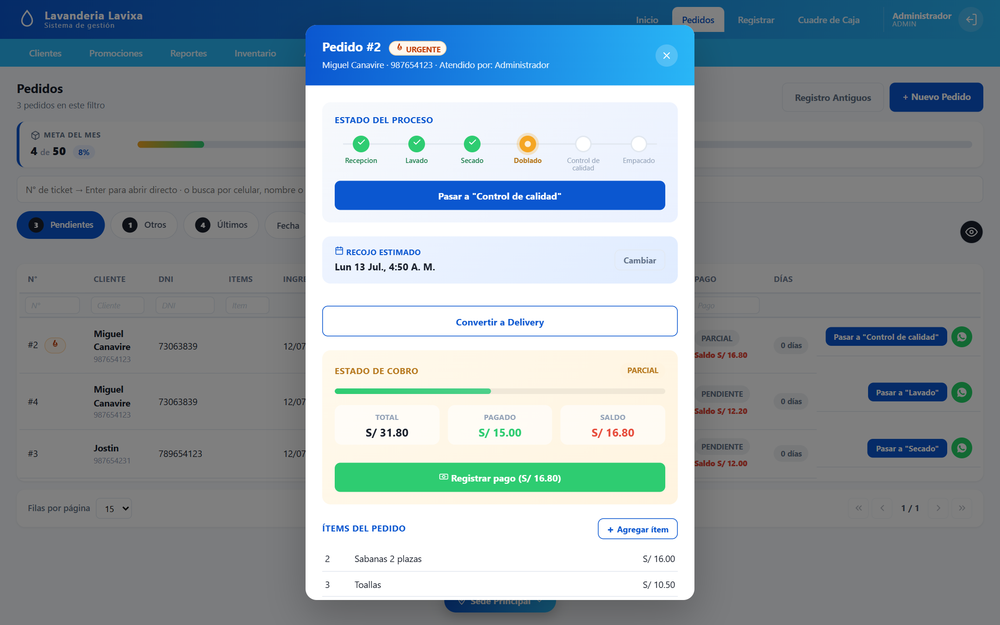 Lavanderia Lavixa
Sistema de gestión
Inicio
Pedidos
Registrar
Cuadre de Caja
Administrador
ADMIN
Clientes
Promociones
Reportes
Inventario
Pedidos
3 pedidos en este filtro
Registro Antiguos
+ Nuevo Pedido
META DEL MES
4 de 50 8%
N° de ticket → Enter para abrir directo · o busca por celular, nombre o
3 Pendientes
1 Otros
4 Últimos
Fecha
N° CLIENTE DNI ITEMS INGRE PAGO DÍAS
N° Cliente DNI Item Pago
#2 Miguel Canavire 987654123 73063839 12/07 PARCIAL Saldo S/ 16.80 0 días Pasar a "Control de calidad"
#4 Miguel Canavire 987654123 73063839 12/07 PENDIENTE Saldo S/ 12.20 0 días Pasar a "Lavado"
#3 Jostin 987654231 789654123 12/07 PENDIENTE Saldo S/ 12.00 0 días Pasar a "Secado"
Filas por página 15
« ‹ 1 / 1 › »
Pedido #2 URGENTE
Miguel Canavire · 987654123 · Atendido por: Administrador
ESTADO DEL PROCESO
Recepcion
Lavado
Secado
Doblado
Control de
calidad
Empacado
Pasar a "Control de calidad"
RECOJO ESTIMADO
Lun 13 Jul., 4:50 A. M.
Cambiar
Convertir a Delivery
ESTADO DE COBRO
PARCIAL
TOTAL
S/ 31.80
PAGADO
S/ 15.00
SALDO
S/ 16.80
Registrar pago (S/ 16.80)
ÍTEMS DEL PEDIDO
+ Agregar ítem
2 Sabanas 2 plazas S/ 16.00
3 Toallas S/ 10.50
Sede Principal